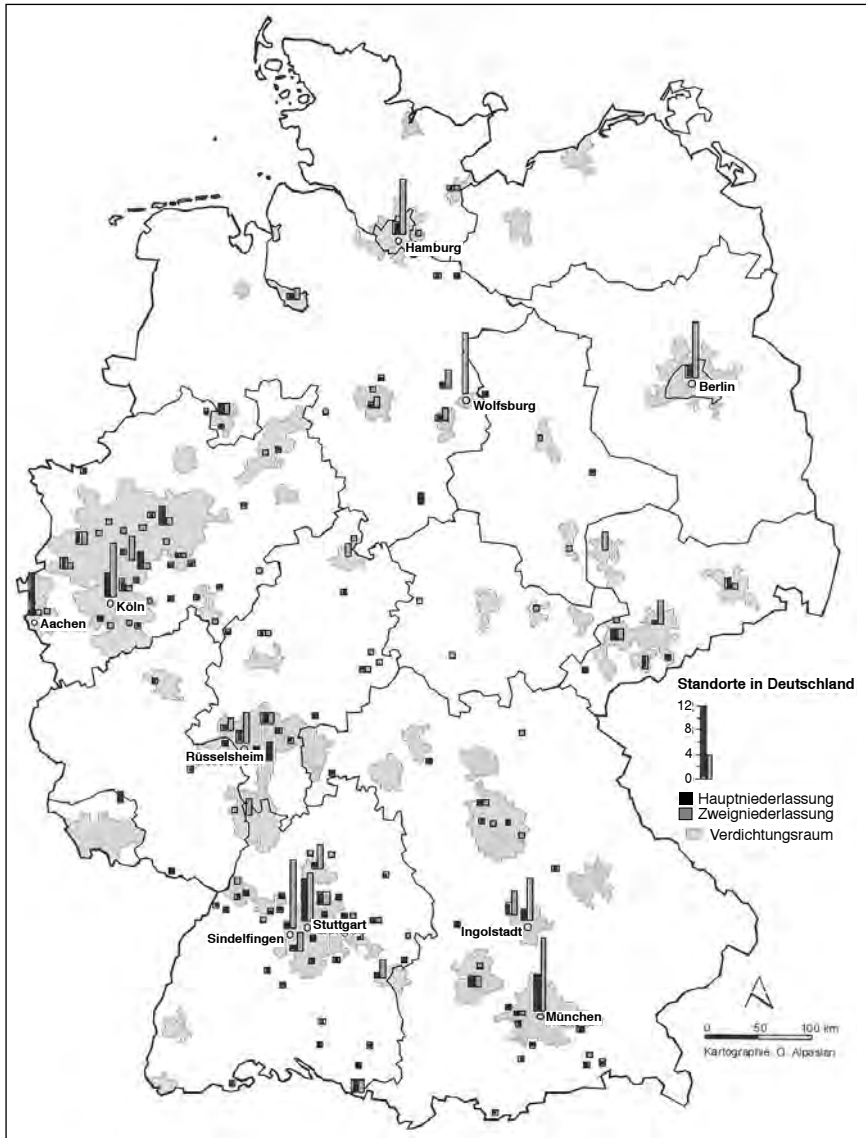 Hamburg
Berlin
Wolfsburg
Köln
Aachen
Standorte in Deutschland
12
8
4
0
Rüsselsheim
Hauptniederlassung
Zweigniederlassung
Verdichtungsraum
Stuttgart
Sindelfingen
Ingolstadt
München
0 50 100 km
Kartographie: Ö. Alpaslan